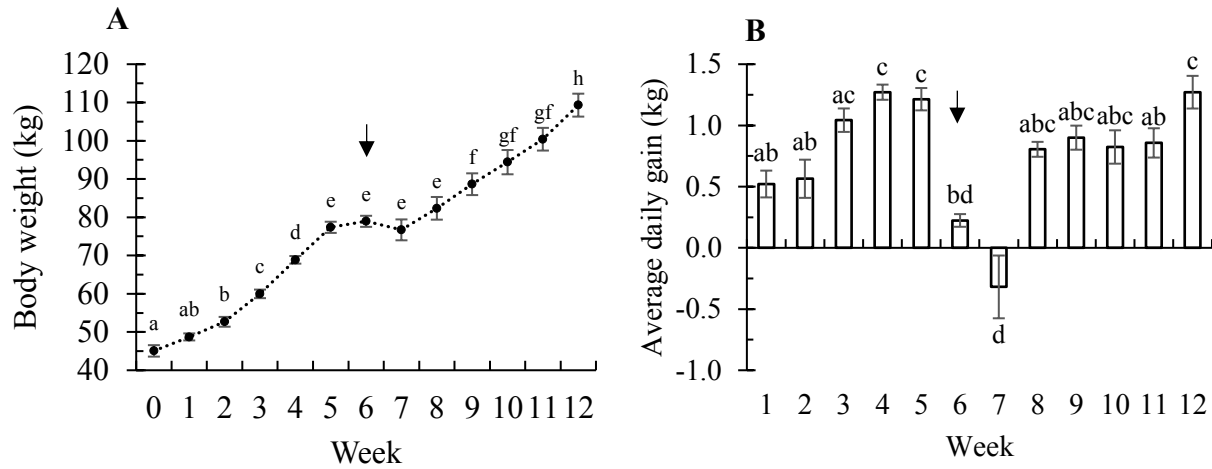 A
Body weight (kg)
120
110
100
90
80
70
60
50
40
a
ab
b
c
d
e
e
e
e
f
gf
gf
h
0 1 2 3 4 5 6 7 8 9 10 11 12
Week
B
Average daily gain (kg)
1.5
1.0
0.5
0.0
-0.5
-1.0
ab
ab
ac
c
c
bd
d
abc
abc
abc
ab
c
1 2 3 4 5 6 7 8 9 10 11 12
Week